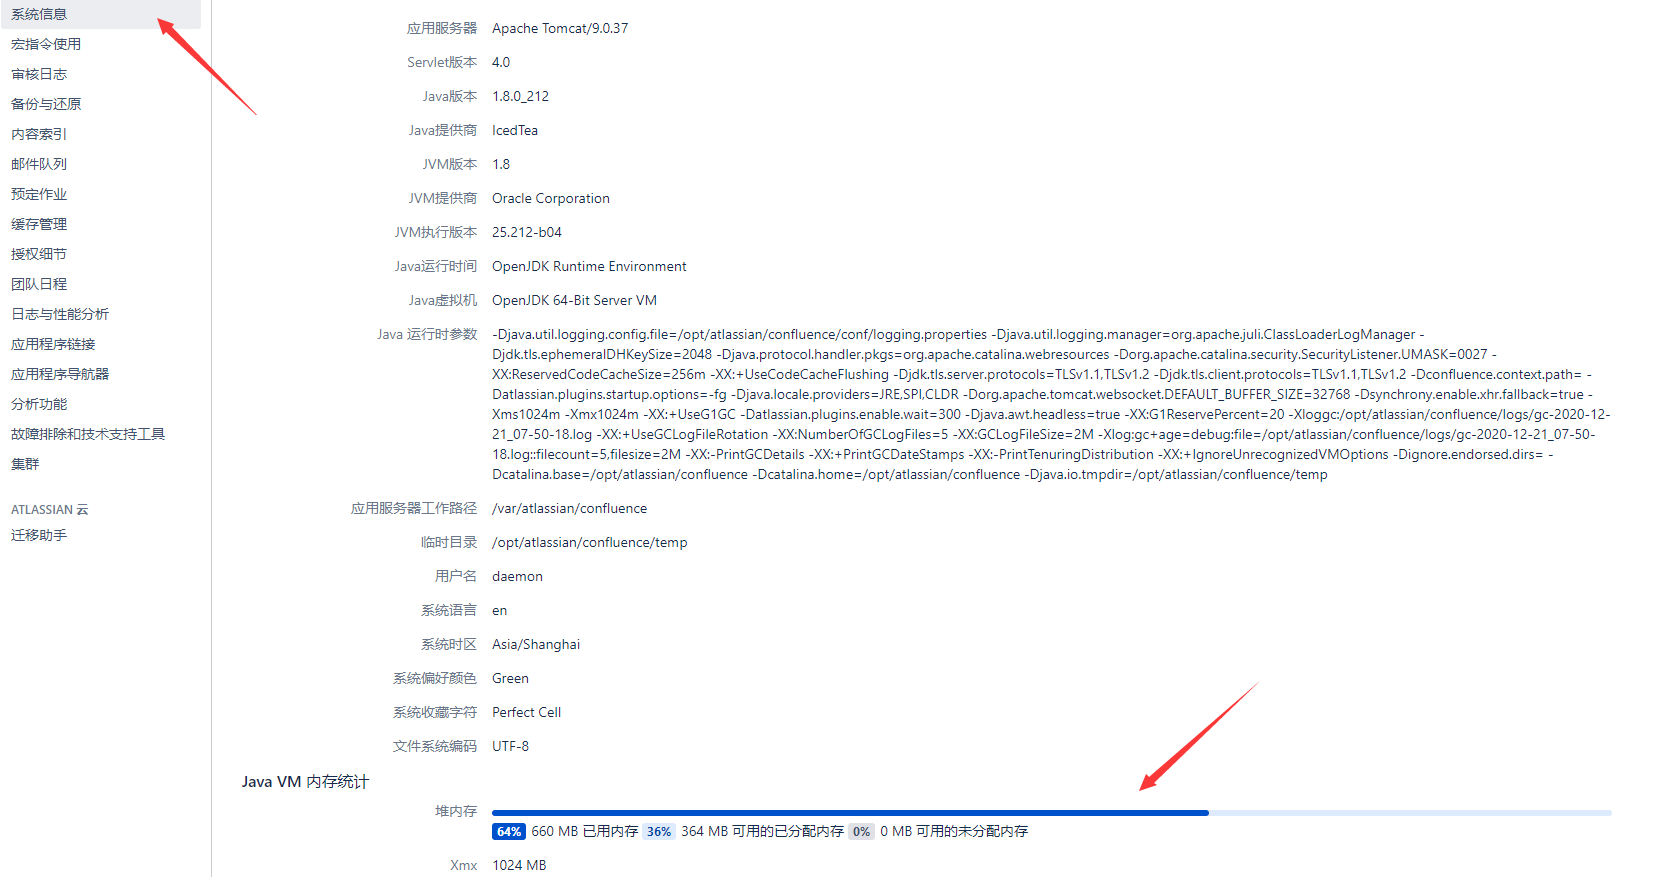 系统信息
宏指令使用
审核日志
备份与还原
内容索引
邮件队列
预定作业
缓存管理
授权细节
团队日程
日志与性能分析
应用程序链接
应用程序导航器
分析功能
故障排除和技术支持工具
集群
ATLASSIAN 云
迁移助手
应用服务器 Apache Tomcat/9.0.37
Servlet版本 4.0
Java版本 1.8.0_212
Java提供商 IcedTea
JVM版本 1.8
JVM提供商 Oracle Corporation
JVM执行版本 25.212-b04
Java运行时间 OpenJDK Runtime Environment
Java虚拟机 OpenJDK 64-Bit Server VM
Java 运行时参数 -Djava.util.logging.config.file=/opt/atlassian/confluence/conf/logging.properties -Djava.util.logging.manager=org.apache.juli.ClassLoaderLogManager -
Djdk.tls.ephemeralDHKeySize=2048 -Djava.protocol.handler.pkgs=org.apache.catalina.webresources -Dorg.apache.catalina.security.SecurityListener.UMASK=0027 -
XX:ReservedCodeCacheSize=256m -XX:+UseCodeCacheFlushing -Djdk.tls.server.protocols=TLSv1.1,TLSv1.2 -Djdk.tls.client.protocols=TLSv1.1,TLSv1.2 -Dconfluence.context.path= -
Datlassian.plugins.startup.options=-fg -Djava.locale.providers=JRE,SPI,CLDR -Dorg.apache.tomcat.websocket.DEFAULT_BUFFER_SIZE=32768 -Dsynchrony.enable.xhr.fallback=true -
Xms1024m -Xmx1024m -XX:+UseG1GC -Datlassian.plugins.enable.wait=300 -Djava.awt.headless=true -XX:G1ReservePercent=20 -Xloggc:/opt/atlassian/confluence/logs/gc-2020-12-
21_07-50-18.log -XX:+UseGCLogFileRotation -XX:NumberOfGCLogFiles=5 -XX:GCLogFileSize=2M -Xlog:gc+age=debug:file=/opt/atlassian/confluence/logs/gc-2020-12-21_07-50-
18.log::filecount=5,filesize=2M -XX:-PrintGCDetails -XX:+PrintGCDateStamps -XX:-PrintTenuringDistribution -XX:+IgnoreUnrecognizedVMOptions -Dignore.endorsed.dirs= -
Dcatalina.base=/opt/atlassian/confluence -Dcatalina.home=/opt/atlassian/confluence -Djava.io.tmpdir=/opt/atlassian/confluence/temp
应用服务器工作路径 /var/atlassian/confluence
临时目录 /opt/atlassian/confluence/temp
用户名 daemon
系统语言 en
系统时区 Asia/Shanghai
系统偏好颜色 Green
系统收藏字符 Perfect Cell
文件系统编码 UTF-8
Java VM 内存统计
堆内存
64% 660 MB 已用内存 36% 364 MB 可用的已分配内存 0% 0 MB 可用的未分配内存
Xmx 1024 MB